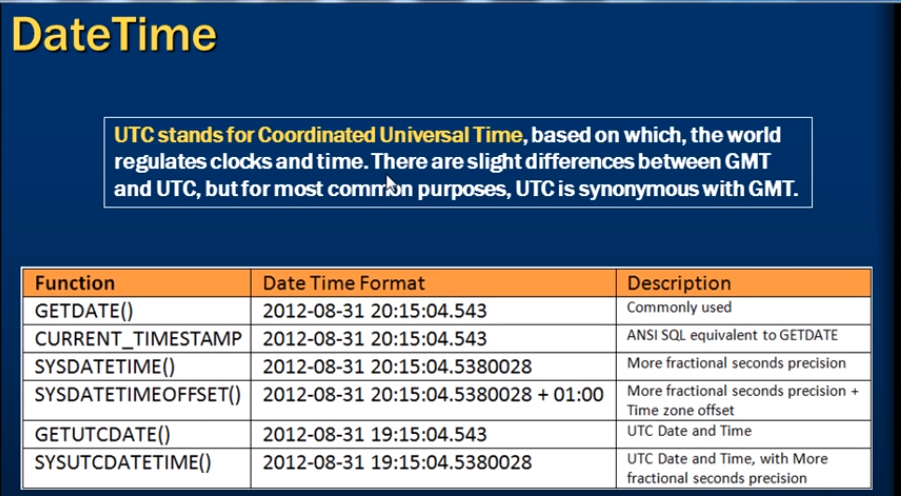 DateTime
UTC stands for Coordinated Universal Time, based on which, the world
regulates clocks and time. There are slight differences between GMT
and UTC, but for most common purposes, UTC is synonymous with GMT.
Function Date Time Format Description
GETDATE() 2012-08-31 20:15:04.543 Commonly used
CURRENT_TIMESTAMP 2012-08-31 20:15:04.543 ANSI SQL equivalent to GETDATE
SYSDATETIME() 2012-08-31 20:15:04.5380028 More fractional seconds precision
SYSDATETIMEOFFSET() 2012-08-31 20:15:04.5380028 + 01:00 More fractional seconds precision +
Time zone offset
GETUTCDATE() 2012-08-31 19:15:04.543 UTC Date and Time
SYSUTCDATETIME() 2012-08-31 19:15:04.5380028 UTC Date and Time, with More
fractional seconds precision